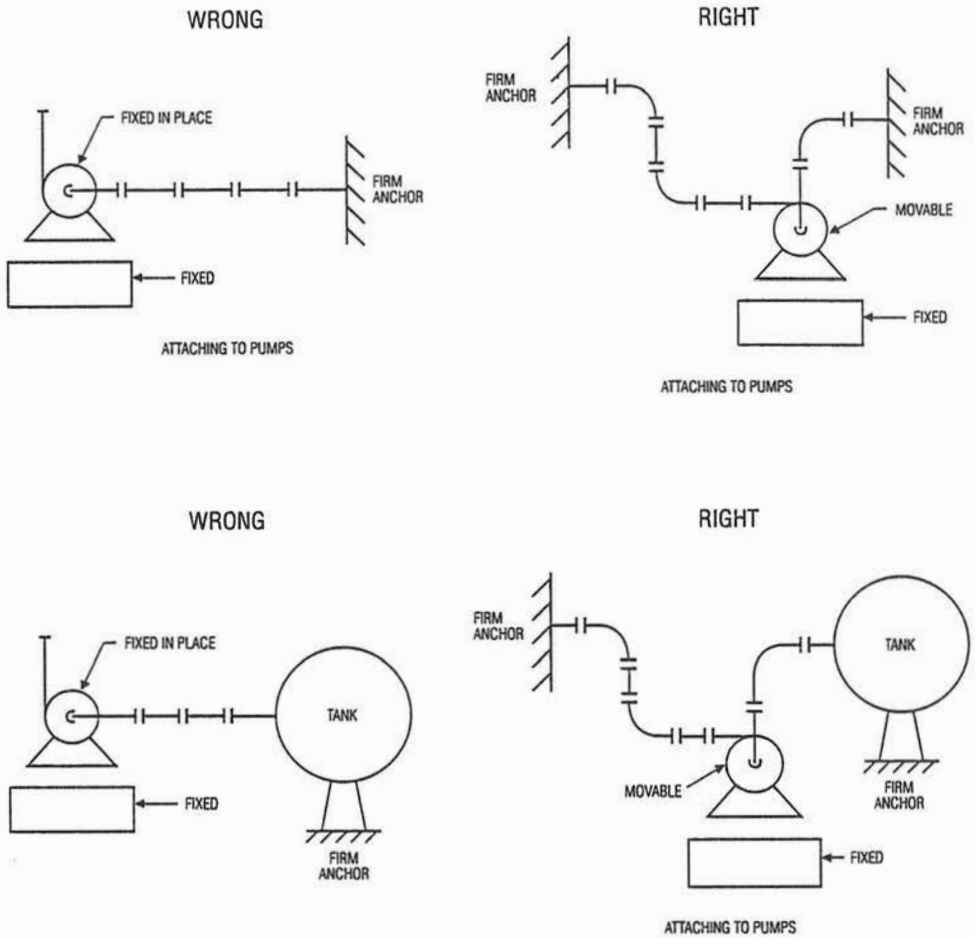 WRONG
FIXED IN PLACE
FIRM
ANCHOR
FIXED
ATTACHING TO PUMPS
RIGHT
FIRM
ANCHOR
FIRM
ANCHOR
MOVABLE
FIXED
ATTACHING TO PUMPS
WRONG
FIXED IN PLACE
TANK
FIXED
FIRM
ANCHOR
RIGHT
FIRM
ANCHOR
TANK
MOVABLE
FIRM
ANCHOR
FIXED
ATTACHING TO PUMPS